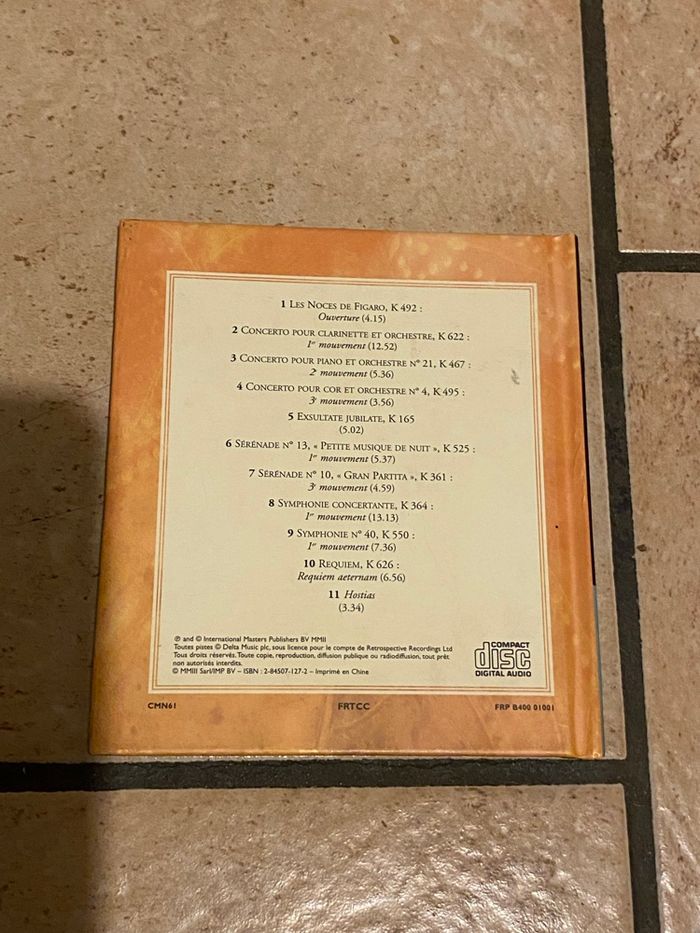 1 Les Noces de Figaro, K 492 :
Ouverture (4.15)
2 Concerto pour clarinette et orchestre, K 622 :
1er mouvement (12.52)
3 Concerto pour piano et orchestre n° 21, K 467 :
2e mouvement (5.36)
4 Concerto pour cor et orchestre n° 4, K 495 :
3e mouvement (3.56)
5 Exsultate jubilate, K 165
(5.02)
6 Sérénade n° 13, « Petite musique de nuit », K 525 :
1er mouvement (5.37)
7 Sérénade n° 10, « Gran Partita », K 361 :
3e mouvement (4.59)
8 Symphonie concertante, K 364 :
1er mouvement (13.13)
9 Symphonie n° 40, K 550 :
1er mouvement (7.36)
10 Requiem, K 626 :
Requiem aeternam (6.56)
11 Hostias
(3.34)
℗ and © International Masters Publishers BV MMII
Toutes pistes © Delta Music plc, sous licence pour le compte de Retrospective Recordings Ltd
Tous droits réservés. Toute copie, reproduction, diffusion publique ou radiodiffusion, tout prêt
non autorisés interdits.
© MMIII Sarl/IMP BV – ISBN : 2-84507-127-2 – Imprimé en Chine
COMPACT
disc
DIGITAL AUDIO
CMN61
FRTCC
FRP B400 01001